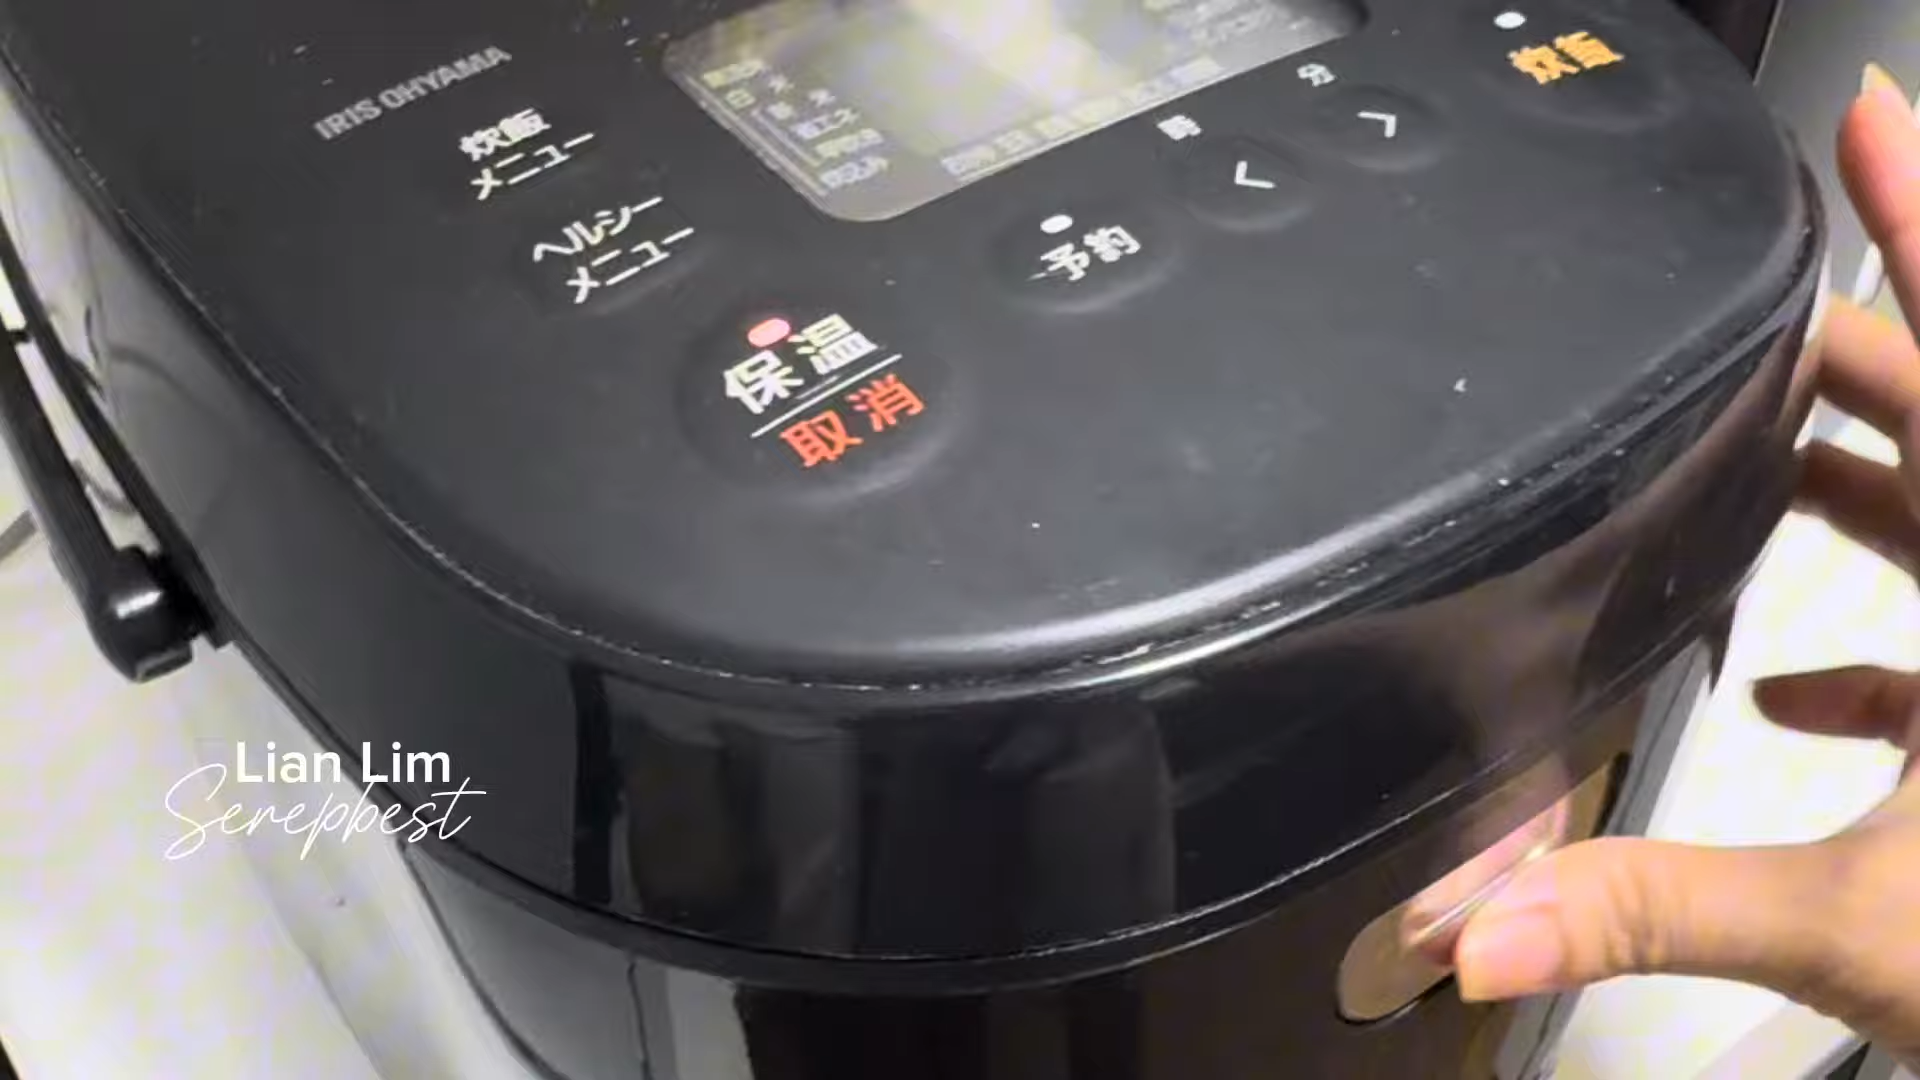 IRIS OHYAMA
炊飯
メニュー
ヘルシー
メニュー
保温
取消
予約
時
分
<
>
炊飯
Lian Lim
Serepbest